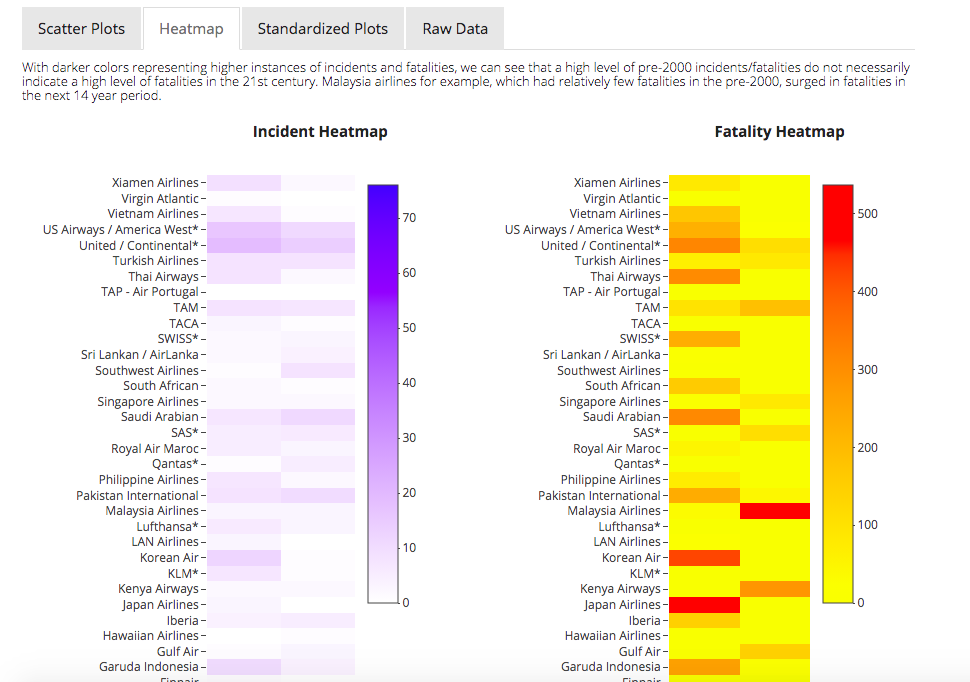 Scatter Plots
Heatmap
Standardized Plots
Raw Data
With darker colors representing higher instances of incidents and fatalities, we can see that a high level of pre-2000 incidents/fatalities do not necessarily
indicate a high level of fatalities in the 21st century. Malaysia airlines for example, which had relatively few fatalities in the pre-2000, surged in fatalities in
the next 14 year period.
Incident Heatmap
Xiamen Airlines
Virgin Atlantic
Vietnam Airlines
US Airways / America West*
United / Continental*
Turkish Airlines
Thai Airways
TAP - Air Portugal
TAM
TACA
SWISS*
Sri Lankan / AirLanka
Southwest Airlines
South African
Singapore Airlines
Saudi Arabian
SAS*
Royal Air Maroc
Qantas*
Philippine Airlines
Pakistan International
Malaysia Airlines
Lufthansa*
LAN Airlines
Korean Air
KLM*
Kenya Airways
Japan Airlines
Iberia
Hawaiian Airlines
Gulf Air
Garuda Indonesia
Finnair
70
60
50
40
30
20
10
0
Fatality Heatmap
Xiamen Airlines
Virgin Atlantic
Vietnam Airlines
US Airways / America West*
United / Continental*
Turkish Airlines
Thai Airways
TAP - Air Portugal
TAM
TACA
SWISS*
Sri Lankan / AirLanka
Southwest Airlines
South African
Singapore Airlines
Saudi Arabian
SAS*
Royal Air Maroc
Qantas*
Philippine Airlines
Pakistan International
Malaysia Airlines
Lufthansa*
LAN Airlines
Korean Air
KLM*
Kenya Airways
Japan Airlines
Iberia
Hawaiian Airlines
Gulf Air
Garuda Indonesia
Finnair
500
400
300
200
100
0